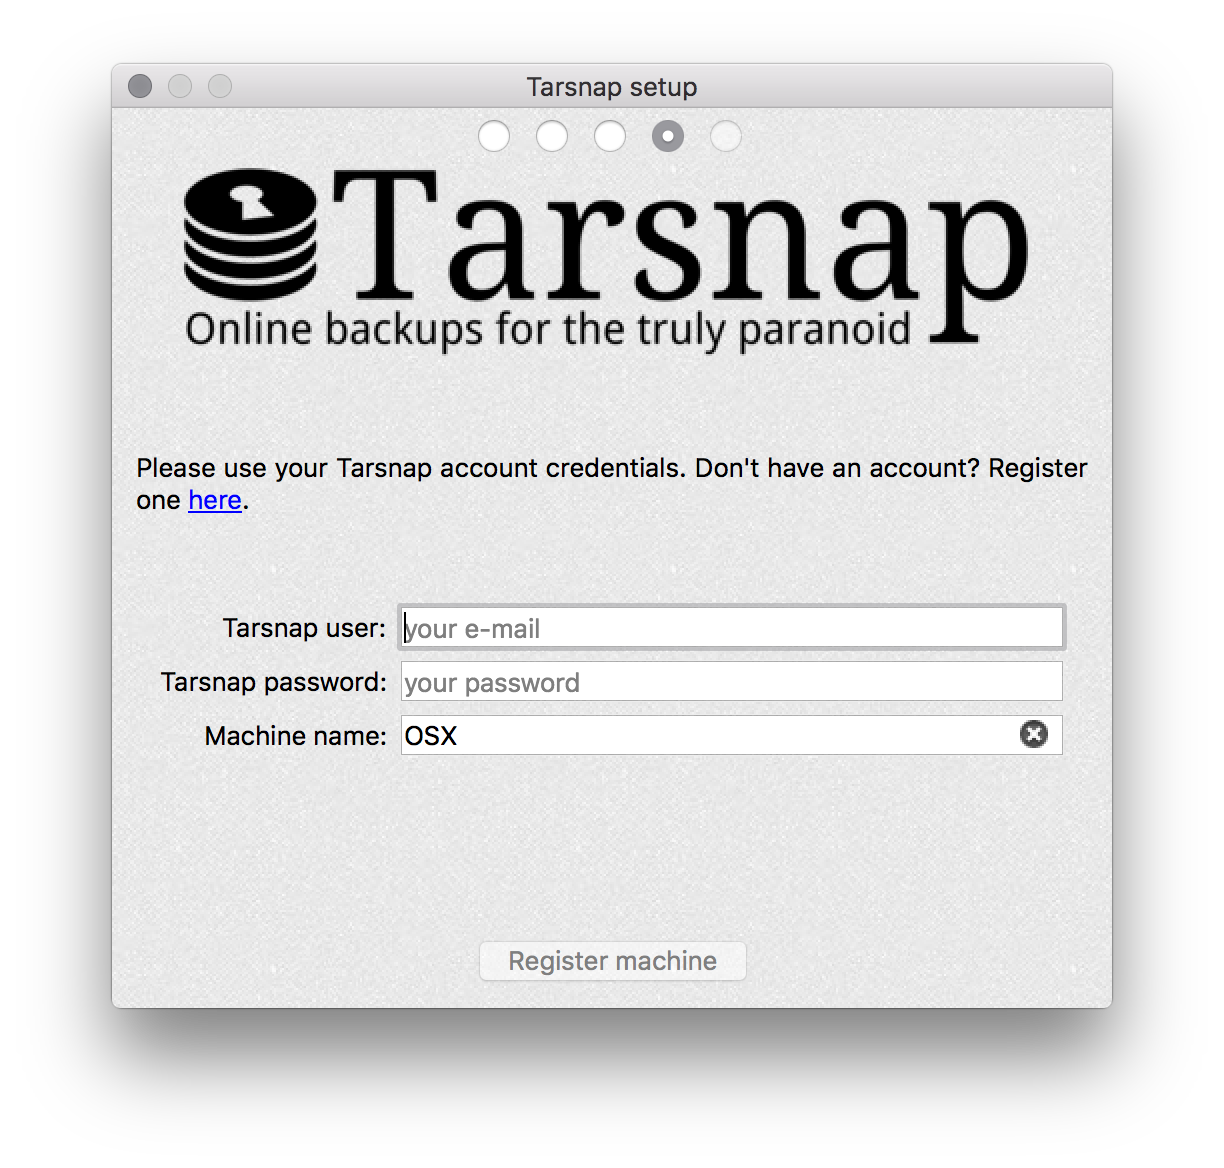 Tarsnap setup
Tarsnap
Online backups for the truly paranoid
Please use your Tarsnap account credentials. Don't have an account? Register
one here.
Tarsnap user: your e-mail
Tarsnap password: your password
Machine name: OSX
Register machine